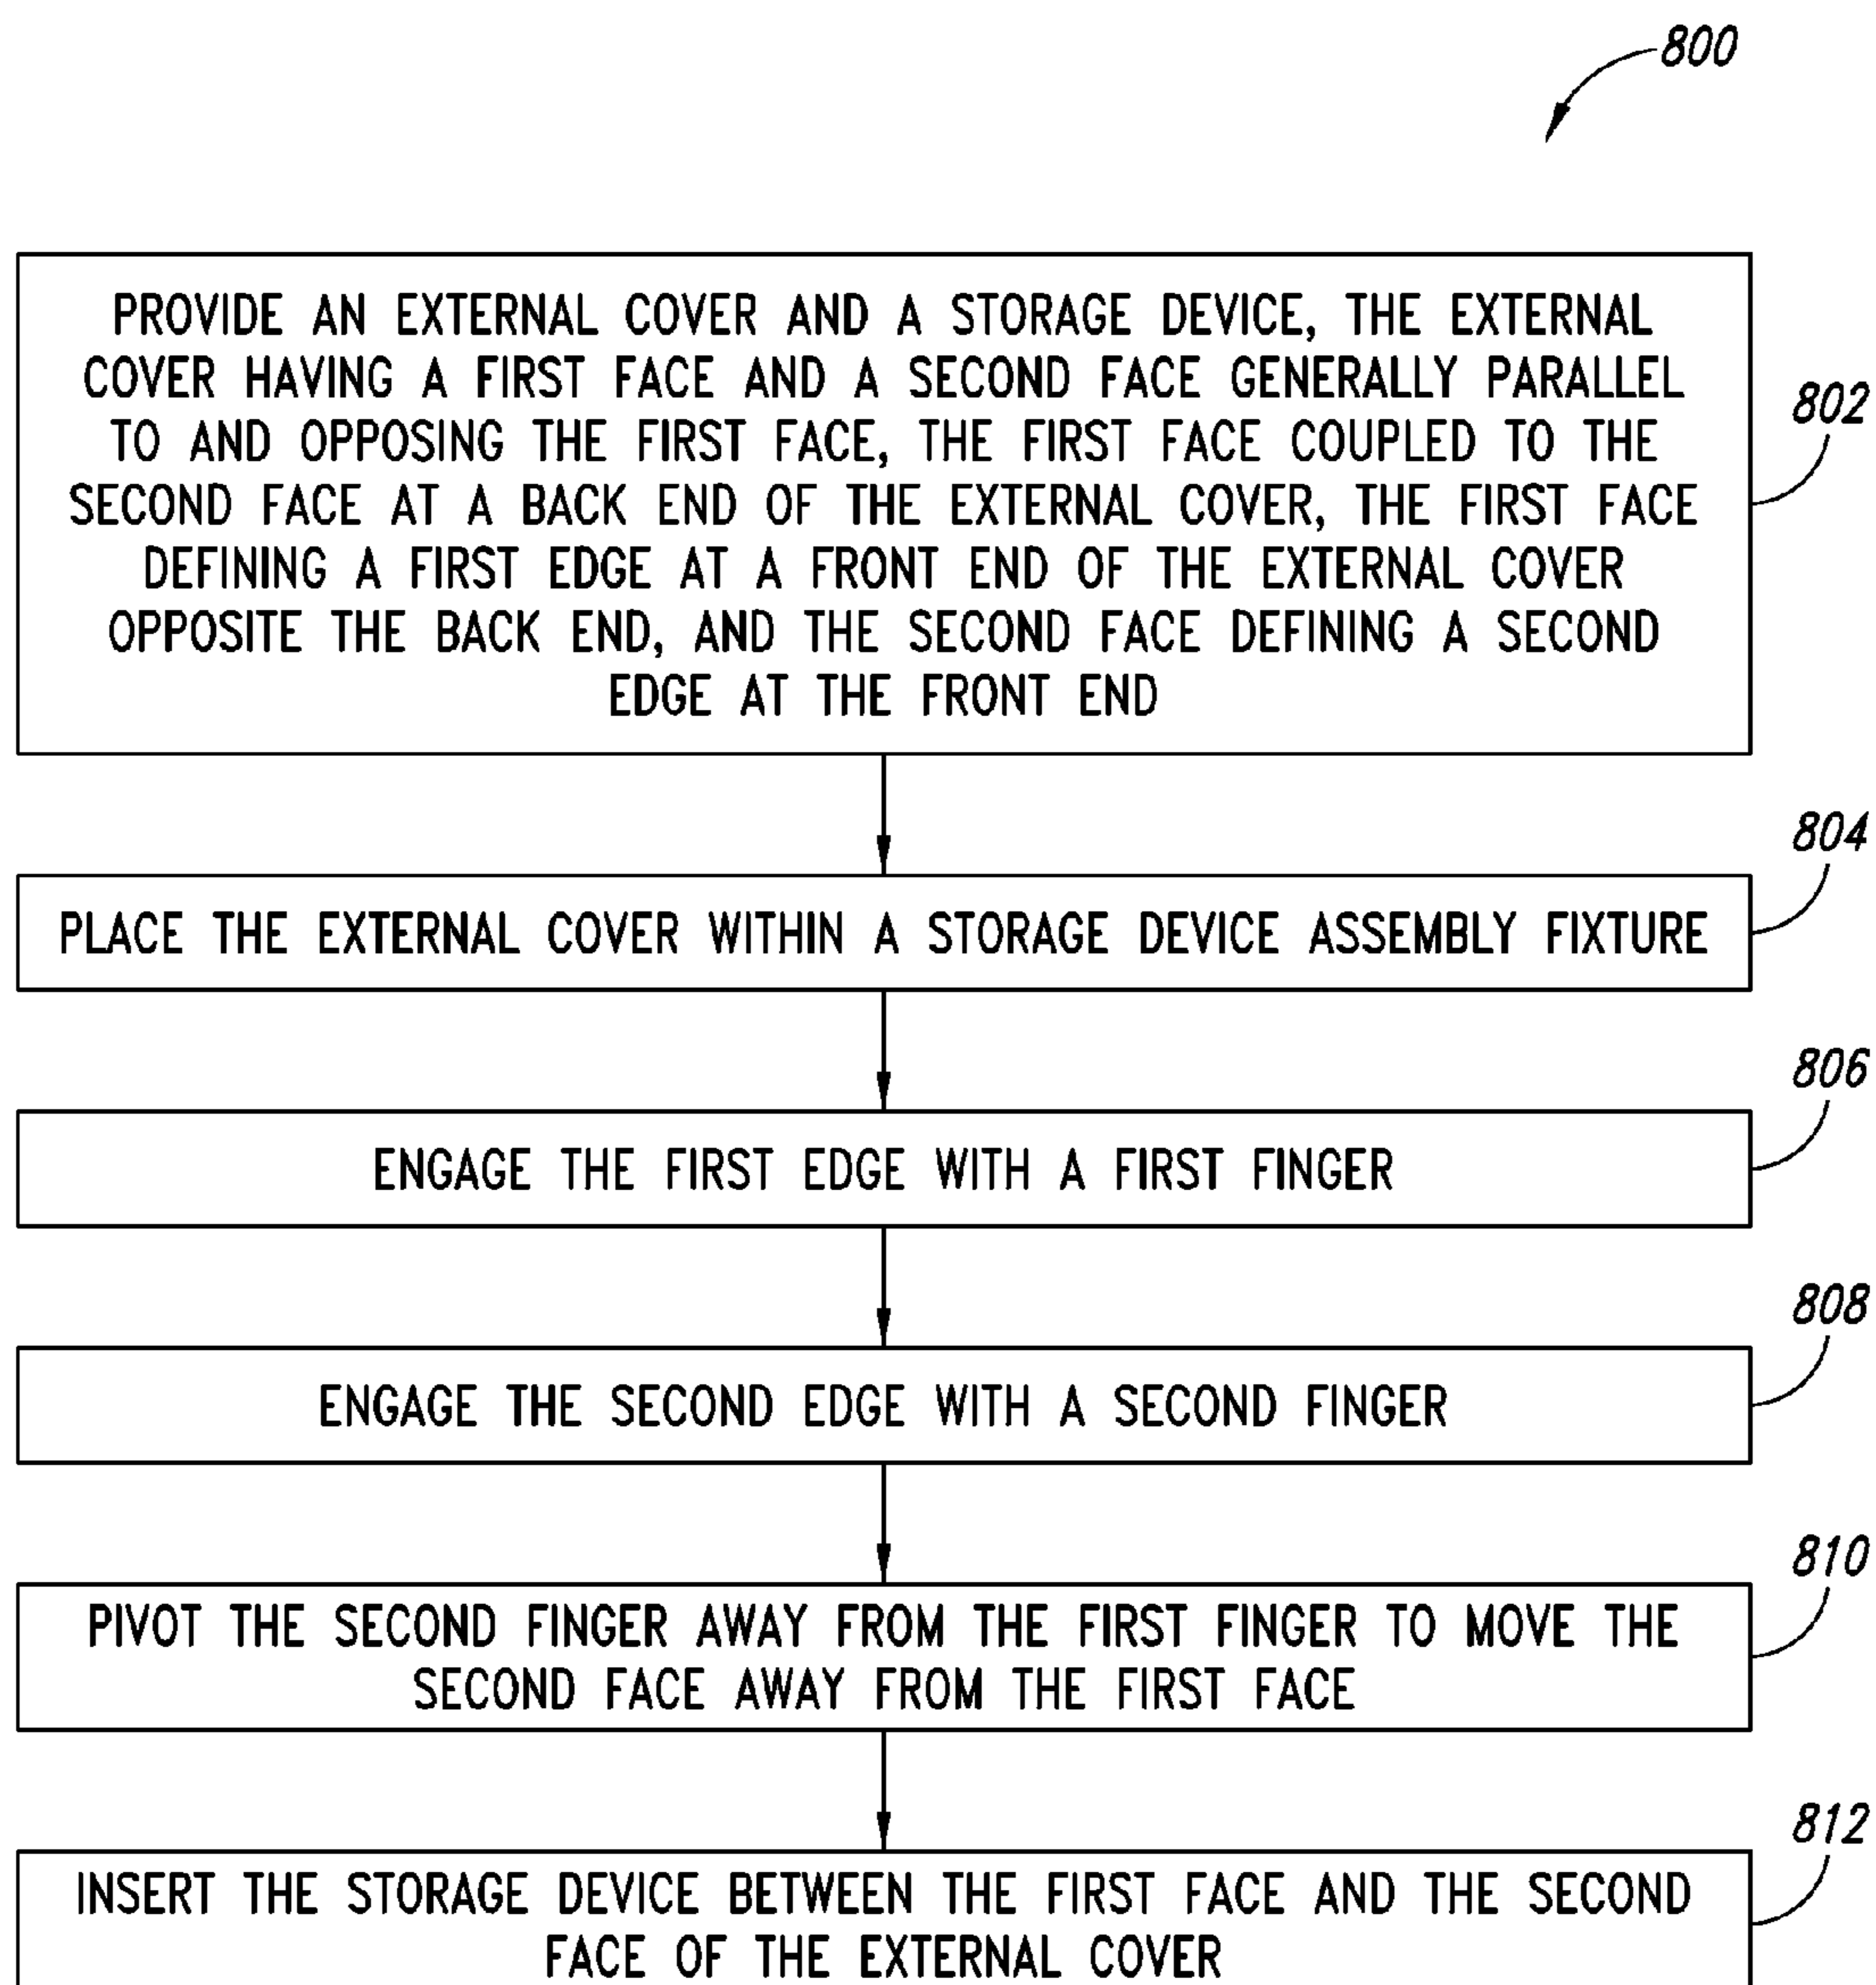 800
PROVIDE AN EXTERNAL COVER AND A STORAGE DEVICE, THE EXTERNAL
COVER HAVING A FIRST FACE AND A SECOND FACE GENERALLY PARALLEL
TO AND OPPOSING THE FIRST FACE, THE FIRST FACE COUPLED TO THE
SECOND FACE AT A BACK END OF THE EXTERNAL COVER, THE FIRST FACE
DEFINING A FIRST EDGE AT A FRONT END OF THE EXTERNAL COVER
OPPOSITE THE BACK END, AND THE SECOND FACE DEFINING A SECOND
EDGE AT THE FRONT END
802
804
PLACE THE EXTERNAL COVER WITHIN A STORAGE DEVICE ASSEMBLY FIXTURE
806
ENGAGE THE FIRST EDGE WITH A FIRST FINGER
808
ENGAGE THE SECOND EDGE WITH A SECOND FINGER
810
PIVOT THE SECOND FINGER AWAY FROM THE FIRST FINGER TO MOVE THE
SECOND FACE AWAY FROM THE FIRST FACE
812
INSERT THE STORAGE DEVICE BETWEEN THE FIRST FACE AND THE SECOND
FACE OF THE EXTERNAL COVER